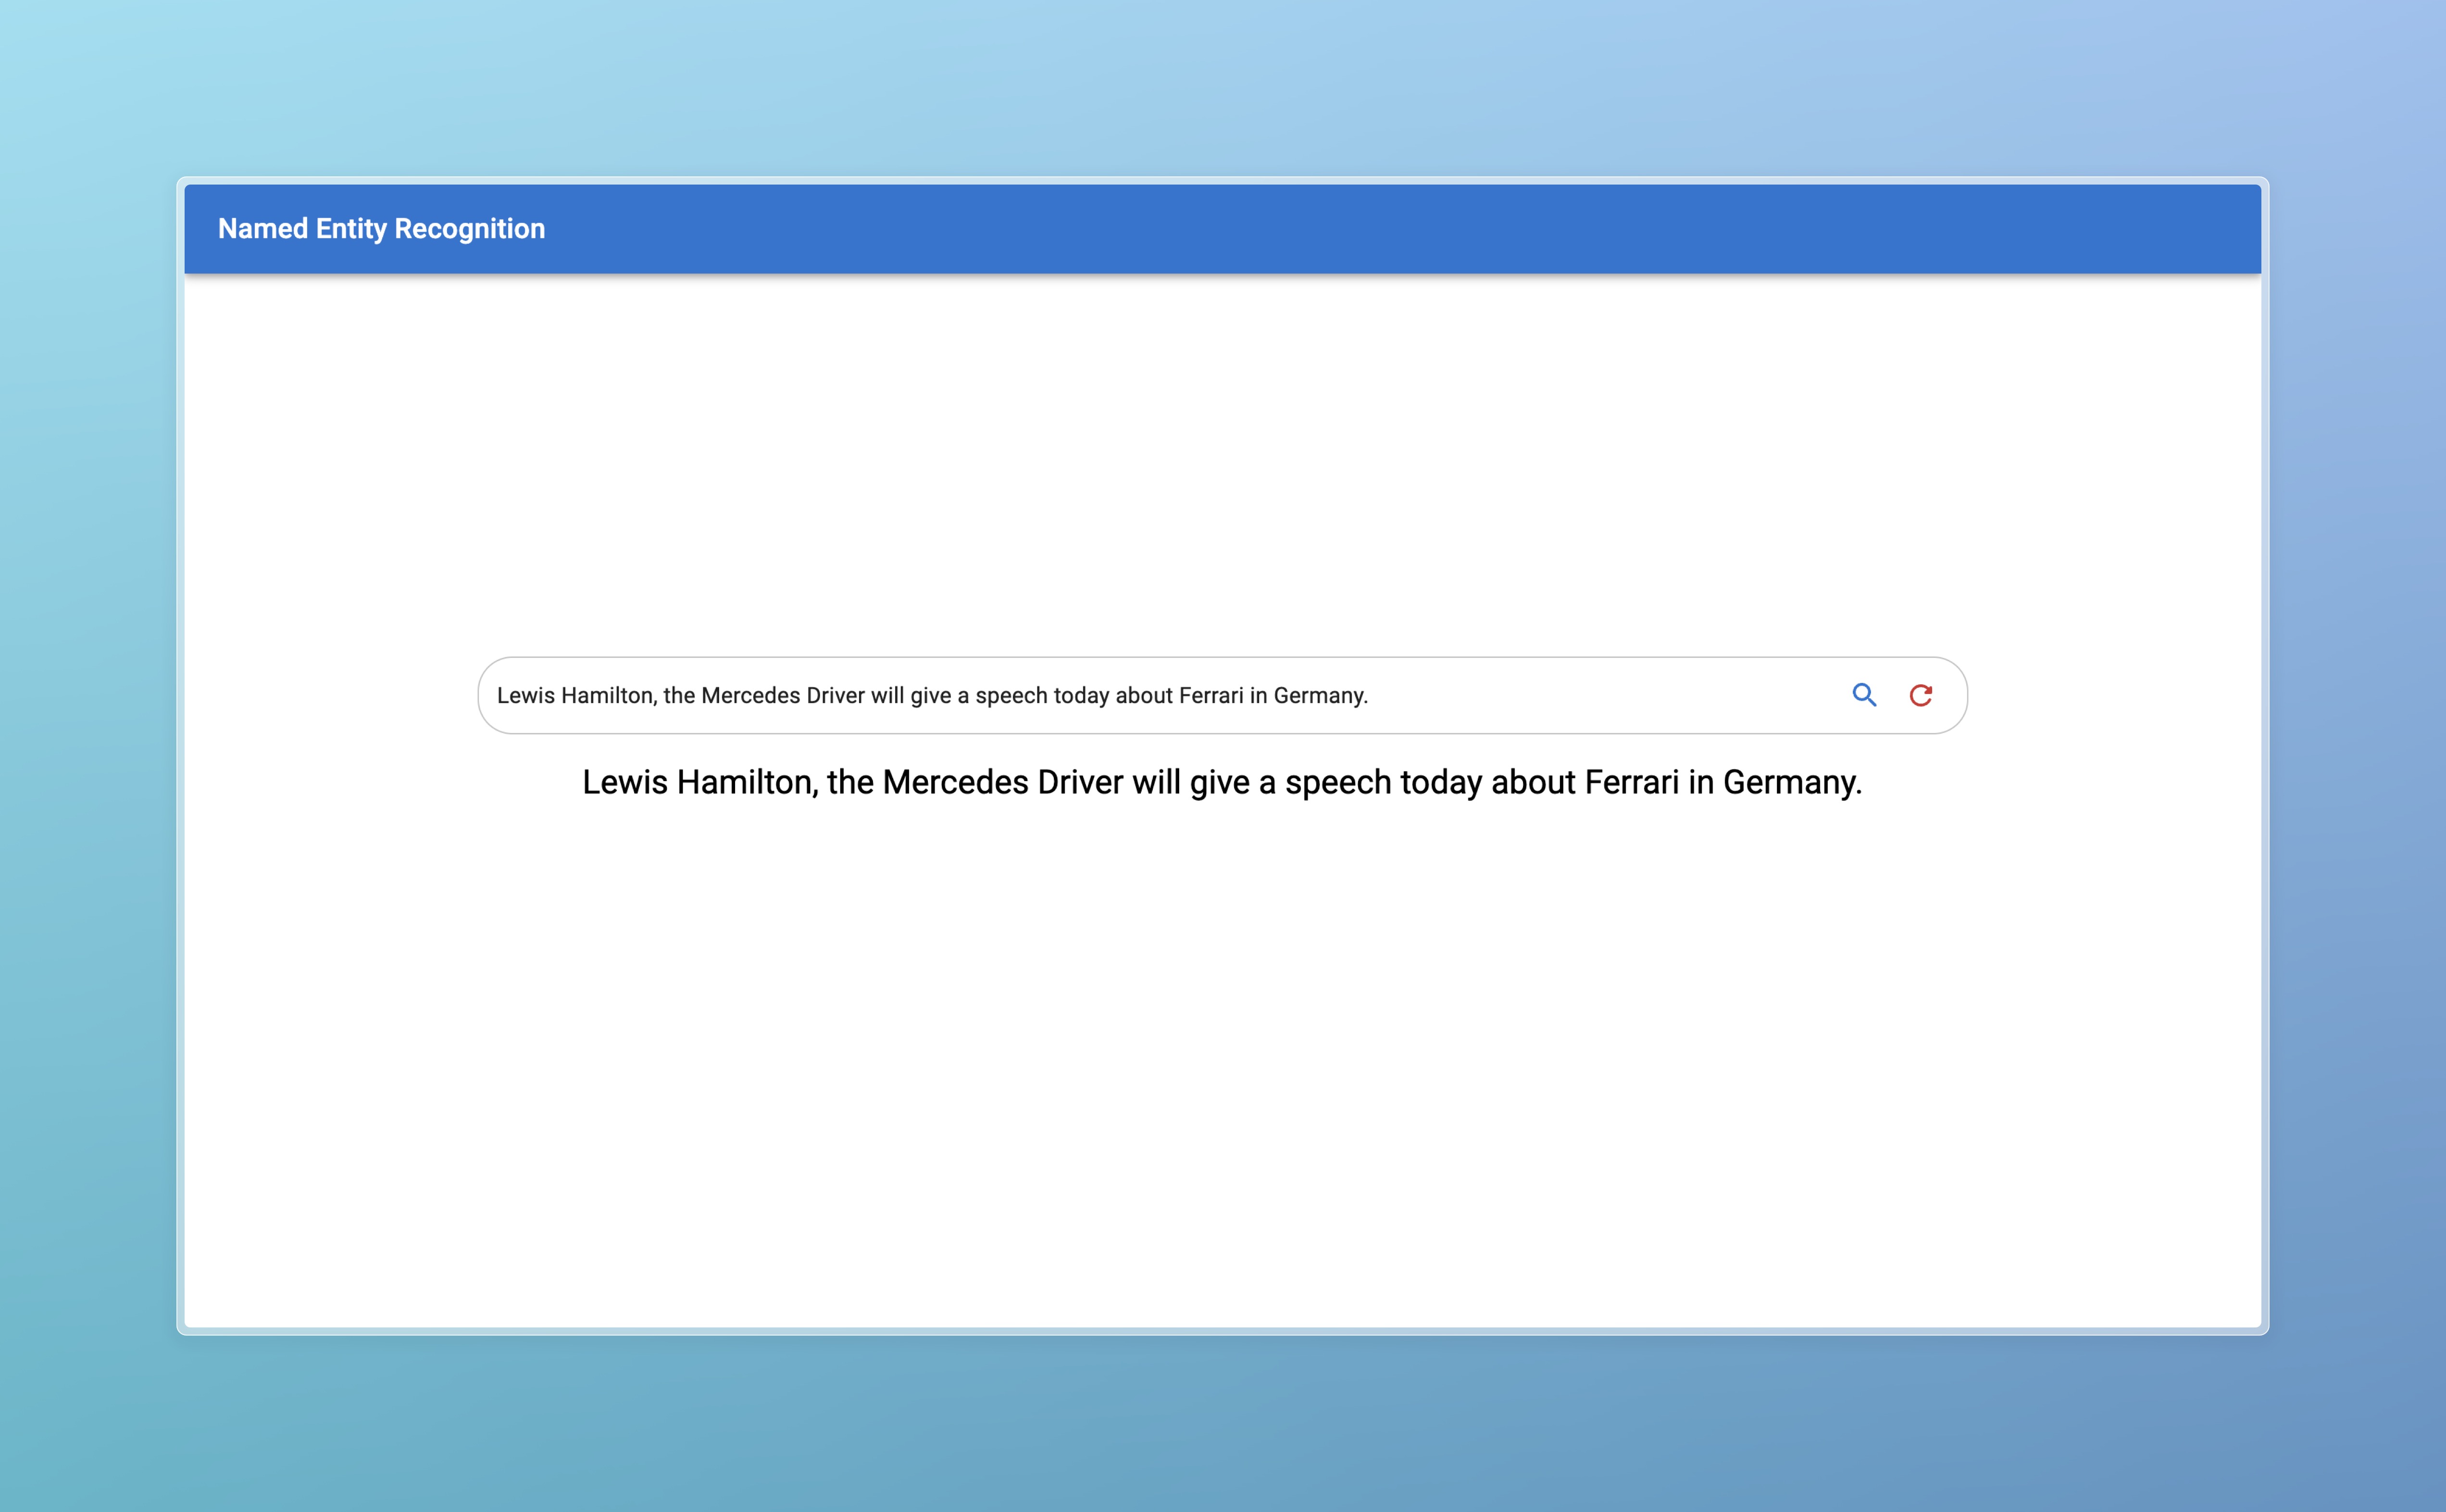 Named Entity Recognition
Lewis Hamilton, the Mercedes Driver will give a speech today about Ferrari in Germany.
Lewis Hamilton, the Mercedes Driver will give a speech today about Ferrari in Germany.